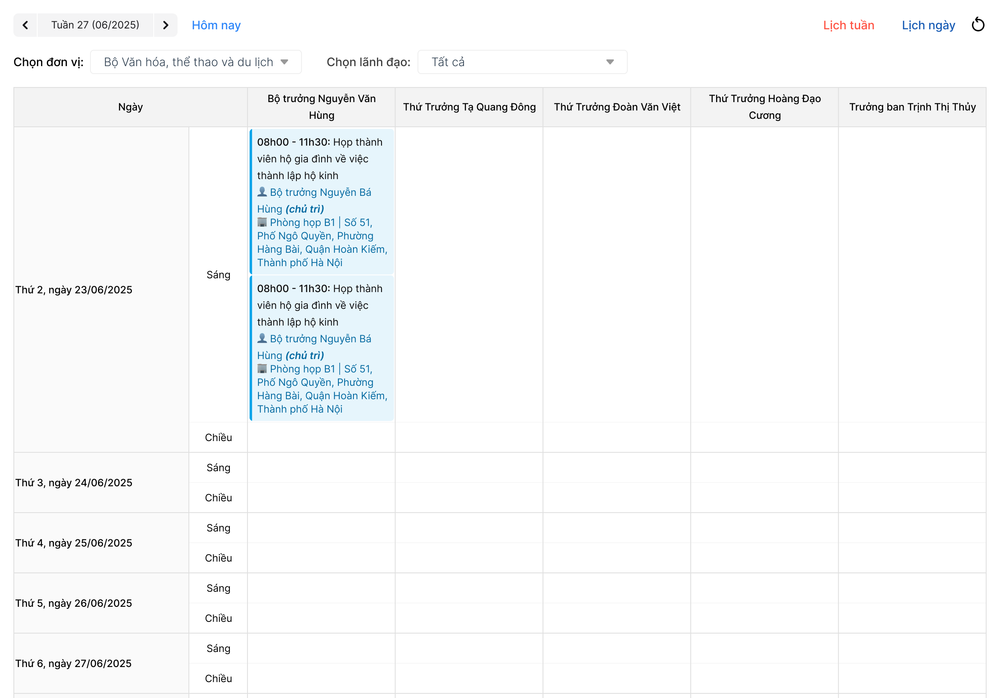 Tuần 27 (06/2025)
Hôm nay
Lịch tuần
Lịch ngày
Chọn đơn vị:
Bộ Văn hóa, thể thao và du lịch
Chọn lãnh đạo:
Tất cả
Ngày
Bộ trưởng Nguyễn Văn
Hùng
Thứ Trưởng Tạ Quang Đông
Thứ Trưởng Đoàn Văn Việt
Thứ Trưởng Hoàng Đạo
Cương
Trưởng ban Trịnh Thị Thủy
Thứ 2, ngày 23/06/2025
Sáng
08h00 - 11h30: Họp thành
viên hộ gia đình về việc
thành lập hộ kinh
Bộ trưởng Nguyễn Bá
Hùng (chủ trì)
Phòng họp B1 | Số 51,
Phố Ngô Quyền, Phường
Hàng Bài, Quận Hoàn Kiếm,
Thành phố Hà Nội
08h00 - 11h30: Họp thành
viên hộ gia đình về việc
thành lập hộ kinh
Bộ trưởng Nguyễn Bá
Hùng (chủ trì)
Phòng họp B1 | Số 51,
Phố Ngô Quyền, Phường
Hàng Bài, Quận Hoàn Kiếm,
Thành phố Hà Nội
Chiều
Thứ 3, ngày 24/06/2025
Sáng
Chiều
Thứ 4, ngày 25/06/2025
Sáng
Chiều
Thứ 5, ngày 26/06/2025
Sáng
Chiều
Thứ 6, ngày 27/06/2025
Sáng
Chiều